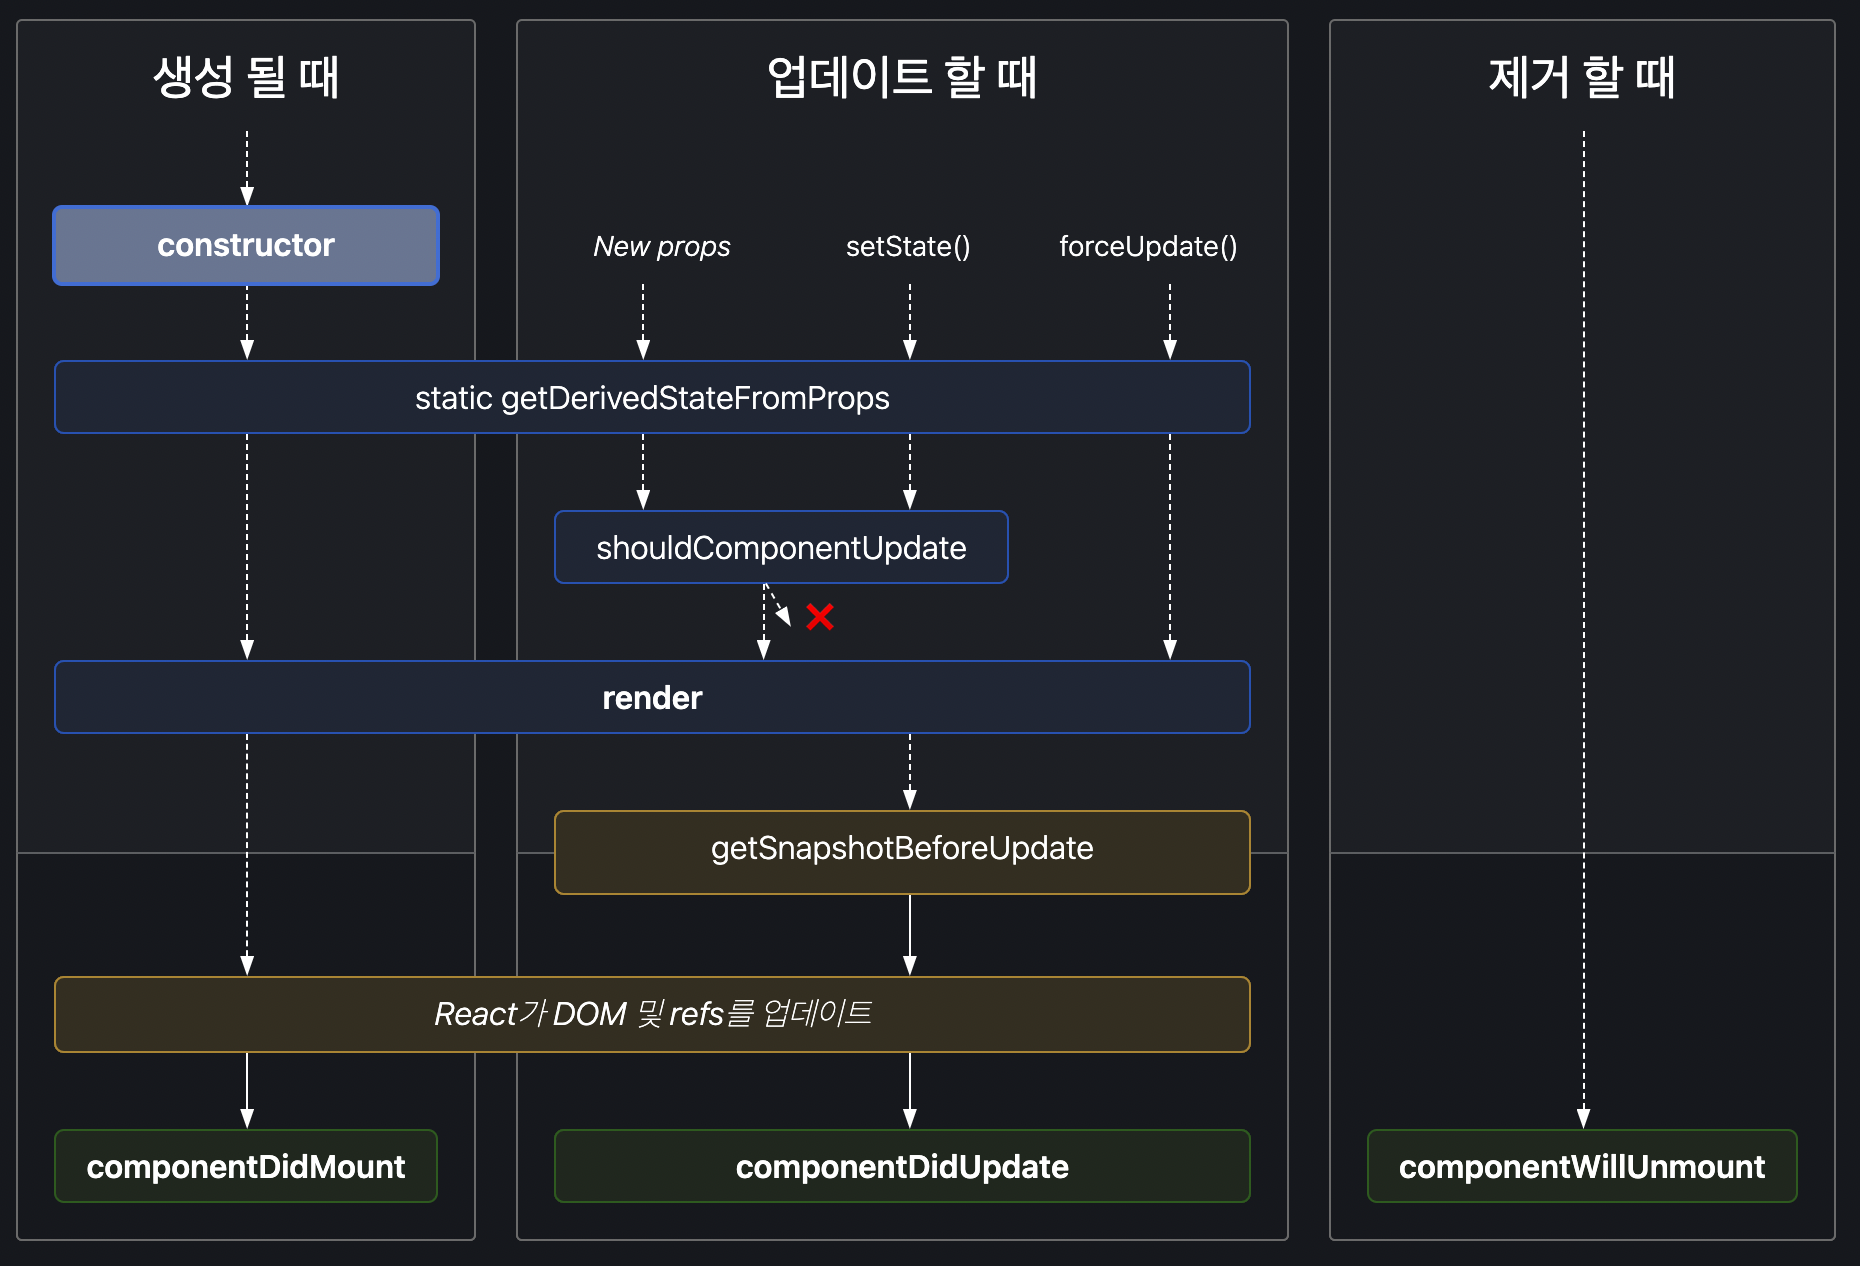 생성 될 때
업데이트 할 때
제거 할 때
constructor
New props
setState()
forceUpdate()
static getDerivedStateFromProps
shouldComponentUpdate
render
getSnapshotBeforeUpdate
React가 DOM 및 refs를 업데이트
componentDidMount
componentDidUpdate
componentWillUnmount